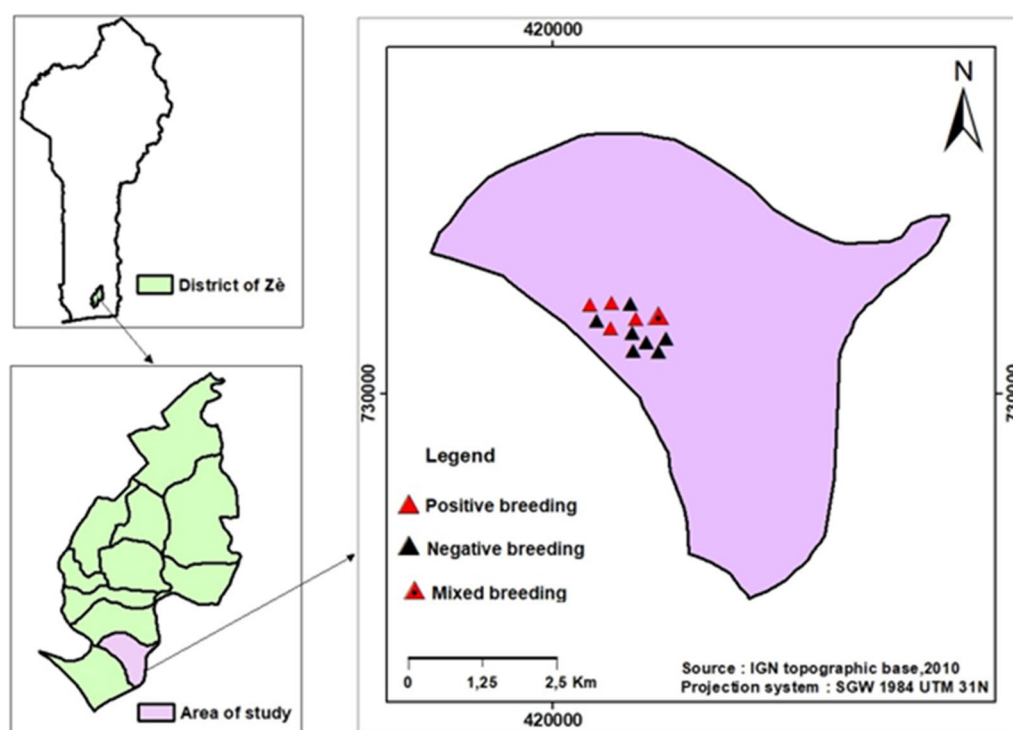 District of Zè
Area of study
420000
N
730000
730000
Legend
Positive breeding
Negative breeding
Mixed breeding
0 1,25 2,5 Km
Source : IGN topographic base,2010
Projection system : SGW 1984 UTM 31N
420000